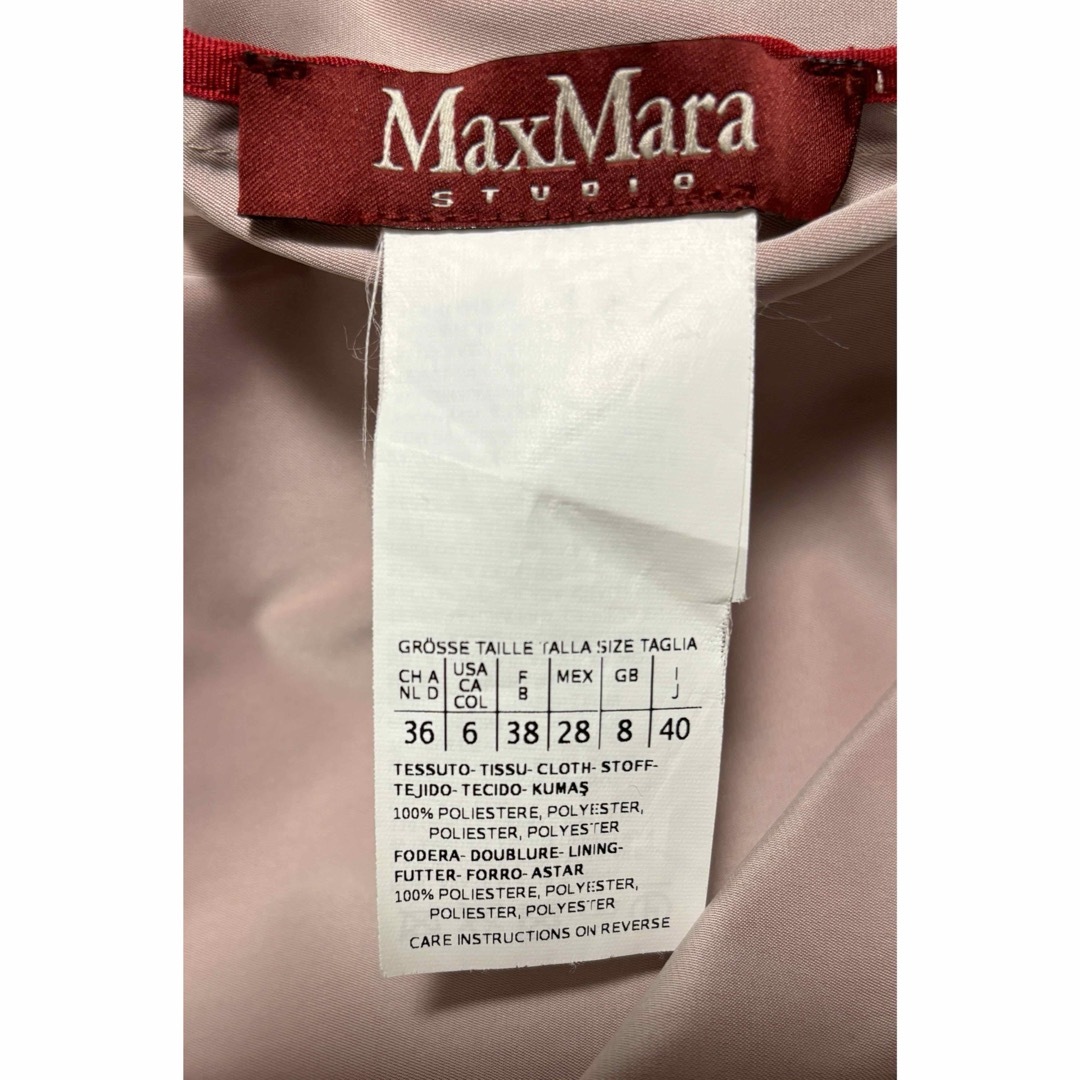 MaxMara
STUDIO
GRÖSSE TAILLE TALLA SIZE TAGLIA
CH A NL D USA CA COL F B MEX GB I J
36 6 38 28 8 40
TESSUTO- TISSU- CLOTH- STOFF-
TEJIDO- TECIDO- KUMAŞ
100% POLIESTERE, POLYESTER,
POLIESTER, POLYESTER
FODERA- DOUBLURE- LINING-
FUTTER- FORRO- ASTAR
100% POLIESTERE, POLYESTER,
POLIESTER, POLYESTER
CARE INSTRUCTIONS ON REVERSE